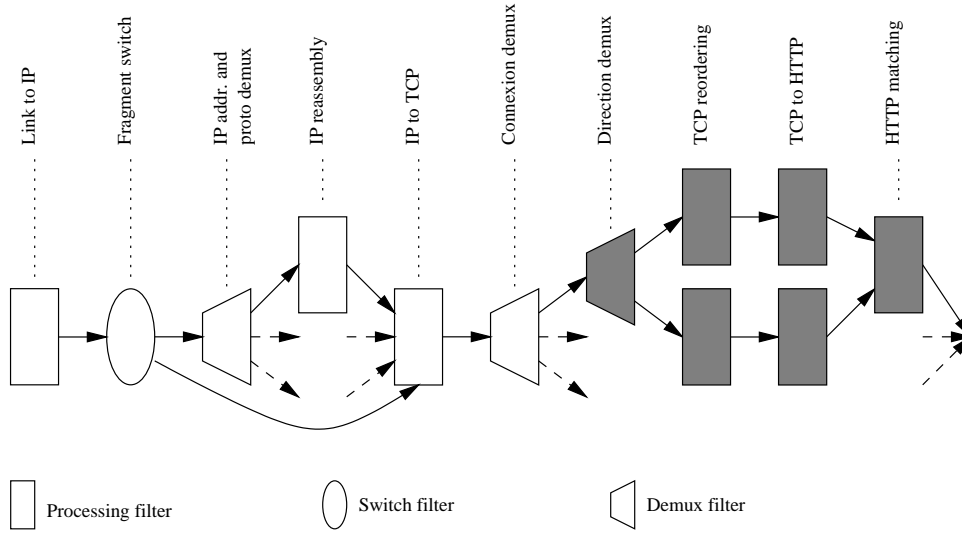 Link to IP
Fragment switch
IP addr. and
proto demux
IP reassembly
IP to TCP
Connexion demux
Direction demux
TCP reordering
TCP to HTTP
HTTP matching
Processing filter
Switch filter
Demux filter